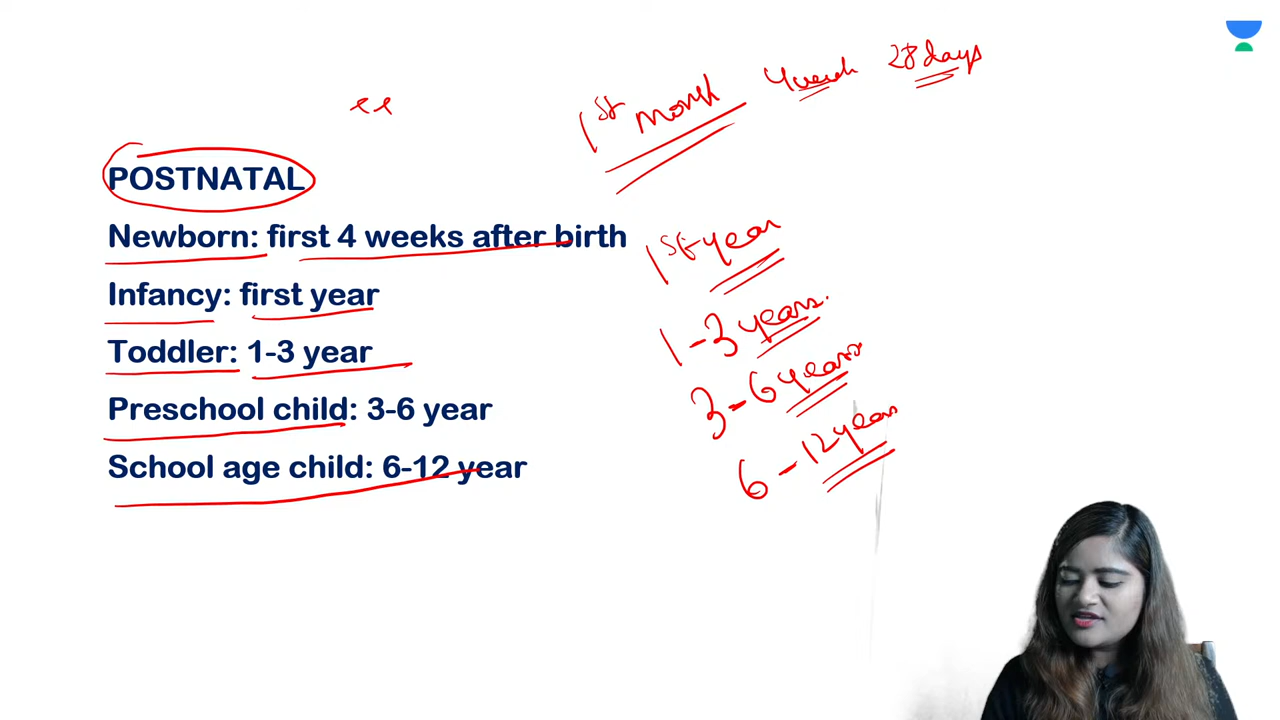 1st month 4 week 28 days
POSTNATAL
Newborn: first 4 weeks after birth
1st year
Infancy: first year
1-3 years.
Toddler: 1-3 year
3-6 years
Preschool child: 3-6 year
6-12 year
School age child: 6-12 year